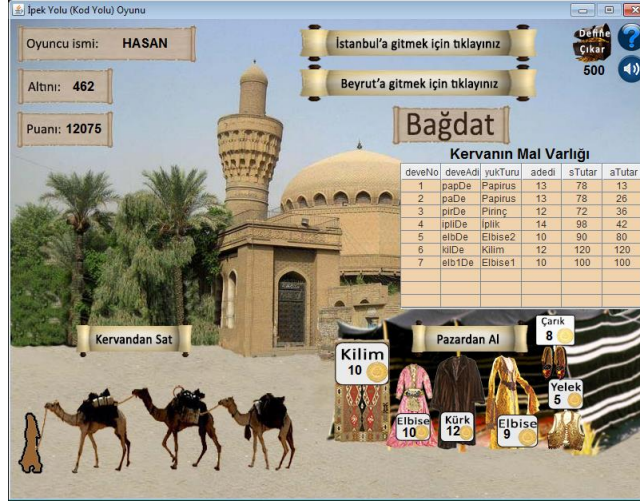 İpek Yolu (Kod Yolu) Oyunu
Oyuncu ismi: HASAN
İstanbul'a gitmek için tıklayınız
Define Çıkar
500
Altını: 462
Beyrut'a gitmek için tıklayınız
Puanı: 12075
Bağdat
Kervanın Mal Varlığı
deveNo deveAdi yukTuru adedi sTutar aTutar
1 papDe Papirus 13 78 13
2 paDe Papirus 13 78 26
3 pirDe Pirinç 12 72 36
4 ipliDe İplik 14 98 42
5 elbDe Elbise2 10 90 80
6 kilDe Kilim 12 120 120
7 elb1De Elbise1 10 100 100
Kervandan Sat
Pazardan Al
Çarık
8
Kilim
10
Yelek
5
Elbise
10
Kürk
12
Elbise
9